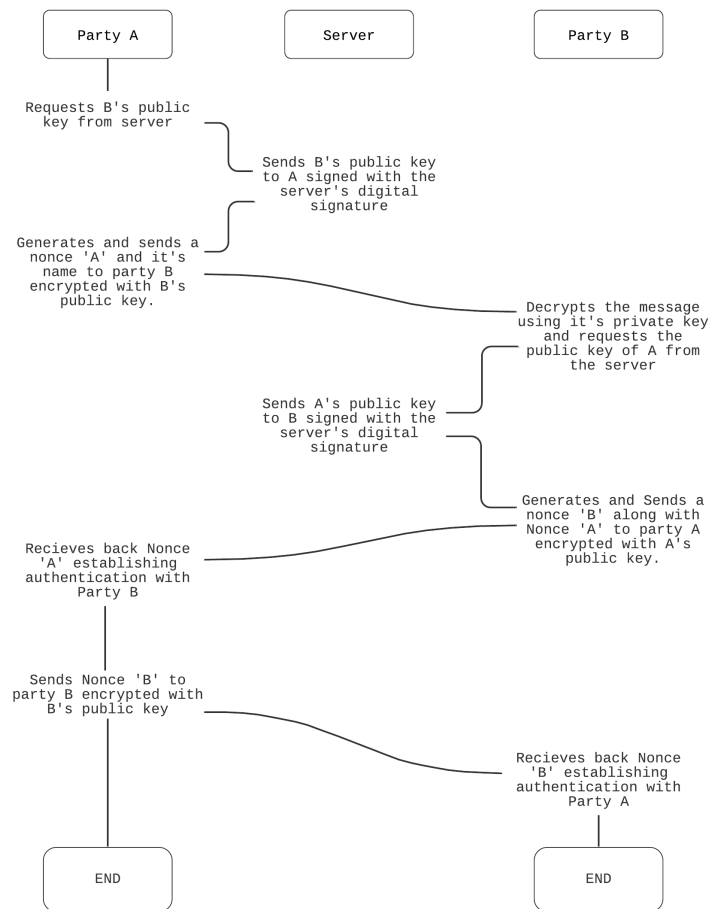 Party A
Server
Party B
Requests B's public
key from server
Sends B's public key
to A signed with the
server's digital
signature
Generates and sends a
nonce 'A' and it's
name to party B
encrypted with B's
public key.
Decrypts the message
using it's private key
and requests the
public key of A from
the server
Sends A's public key
to B signed with the
server's digital
signature
Generates and Sends a
nonce 'B' along with
Nonce 'A' to party A
encrypted with A's
public key.
Recieves back Nonce
'A' establishing
authentication with
Party B
Sends Nonce 'B' to
party B encrypted with
B's public key
Recieves back Nonce
'B' establishing
authentication with
Party A
END
END